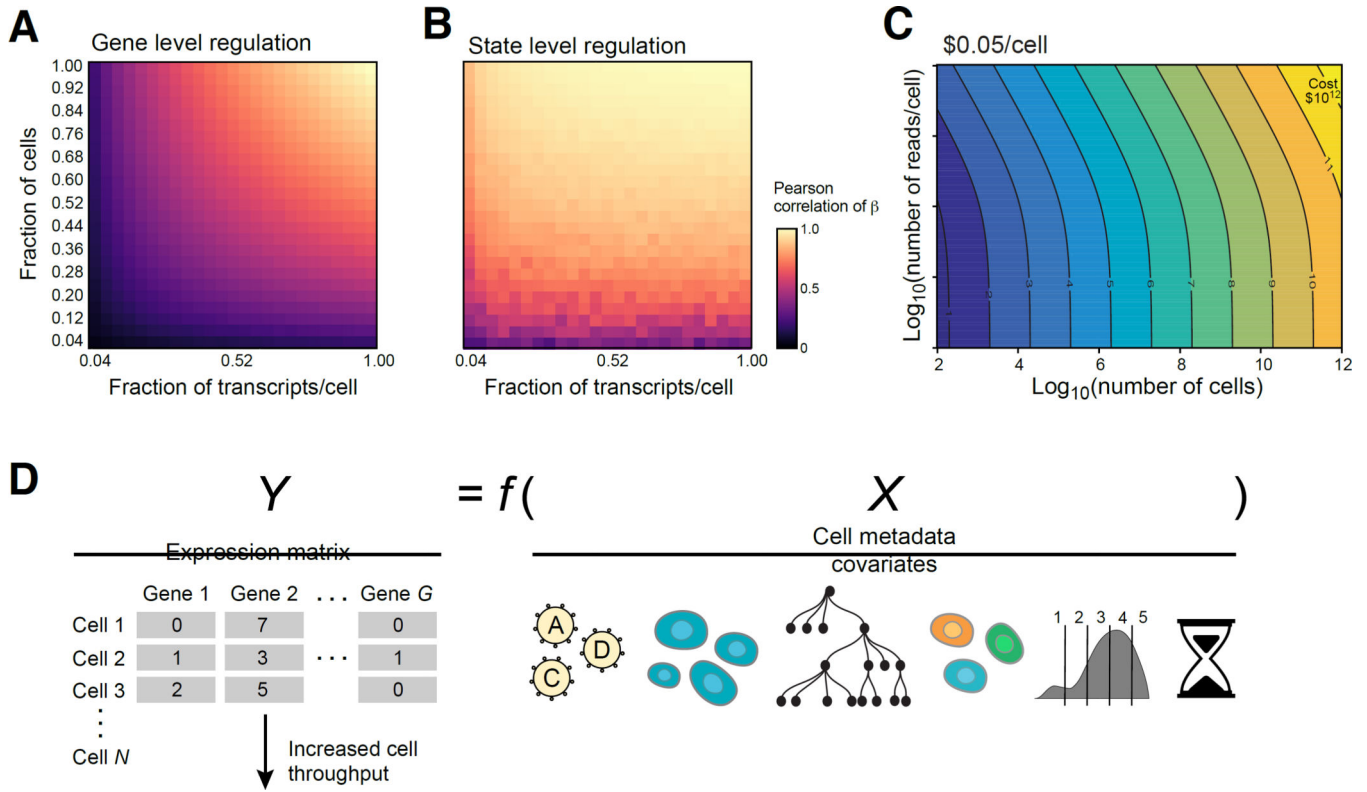 A
Gene level regulation
Fraction of cells
1.00
0.92
0.84
0.76
0.68
0.60
0.52
0.44
0.36
0.28
0.20
0.12
0.04
0.04 0.52 1.00
Fraction of transcripts/cell
B
State level regulation
0.04 0.52 1.00
Fraction of transcripts/cell
Pearson
correlation of β
1.0
0.5
0
C
$0.05/cell
Log10(number of reads/cell)
Cost
$10^12
1 2 3 4 5 6 7 8 9 10 11
2 4 6 8 10 12
Log10(number of cells)
D
Y = f ( X )
Expression matrix
Gene 1 Gene 2 . . . Gene G
Cell 1 0 7 0
Cell 2 1 3 . . . 1
Cell 3 2 5 0
Cell N
Increased cell
throughput
Cell metadata
covariates
A
D
C
1 2 3 4 5